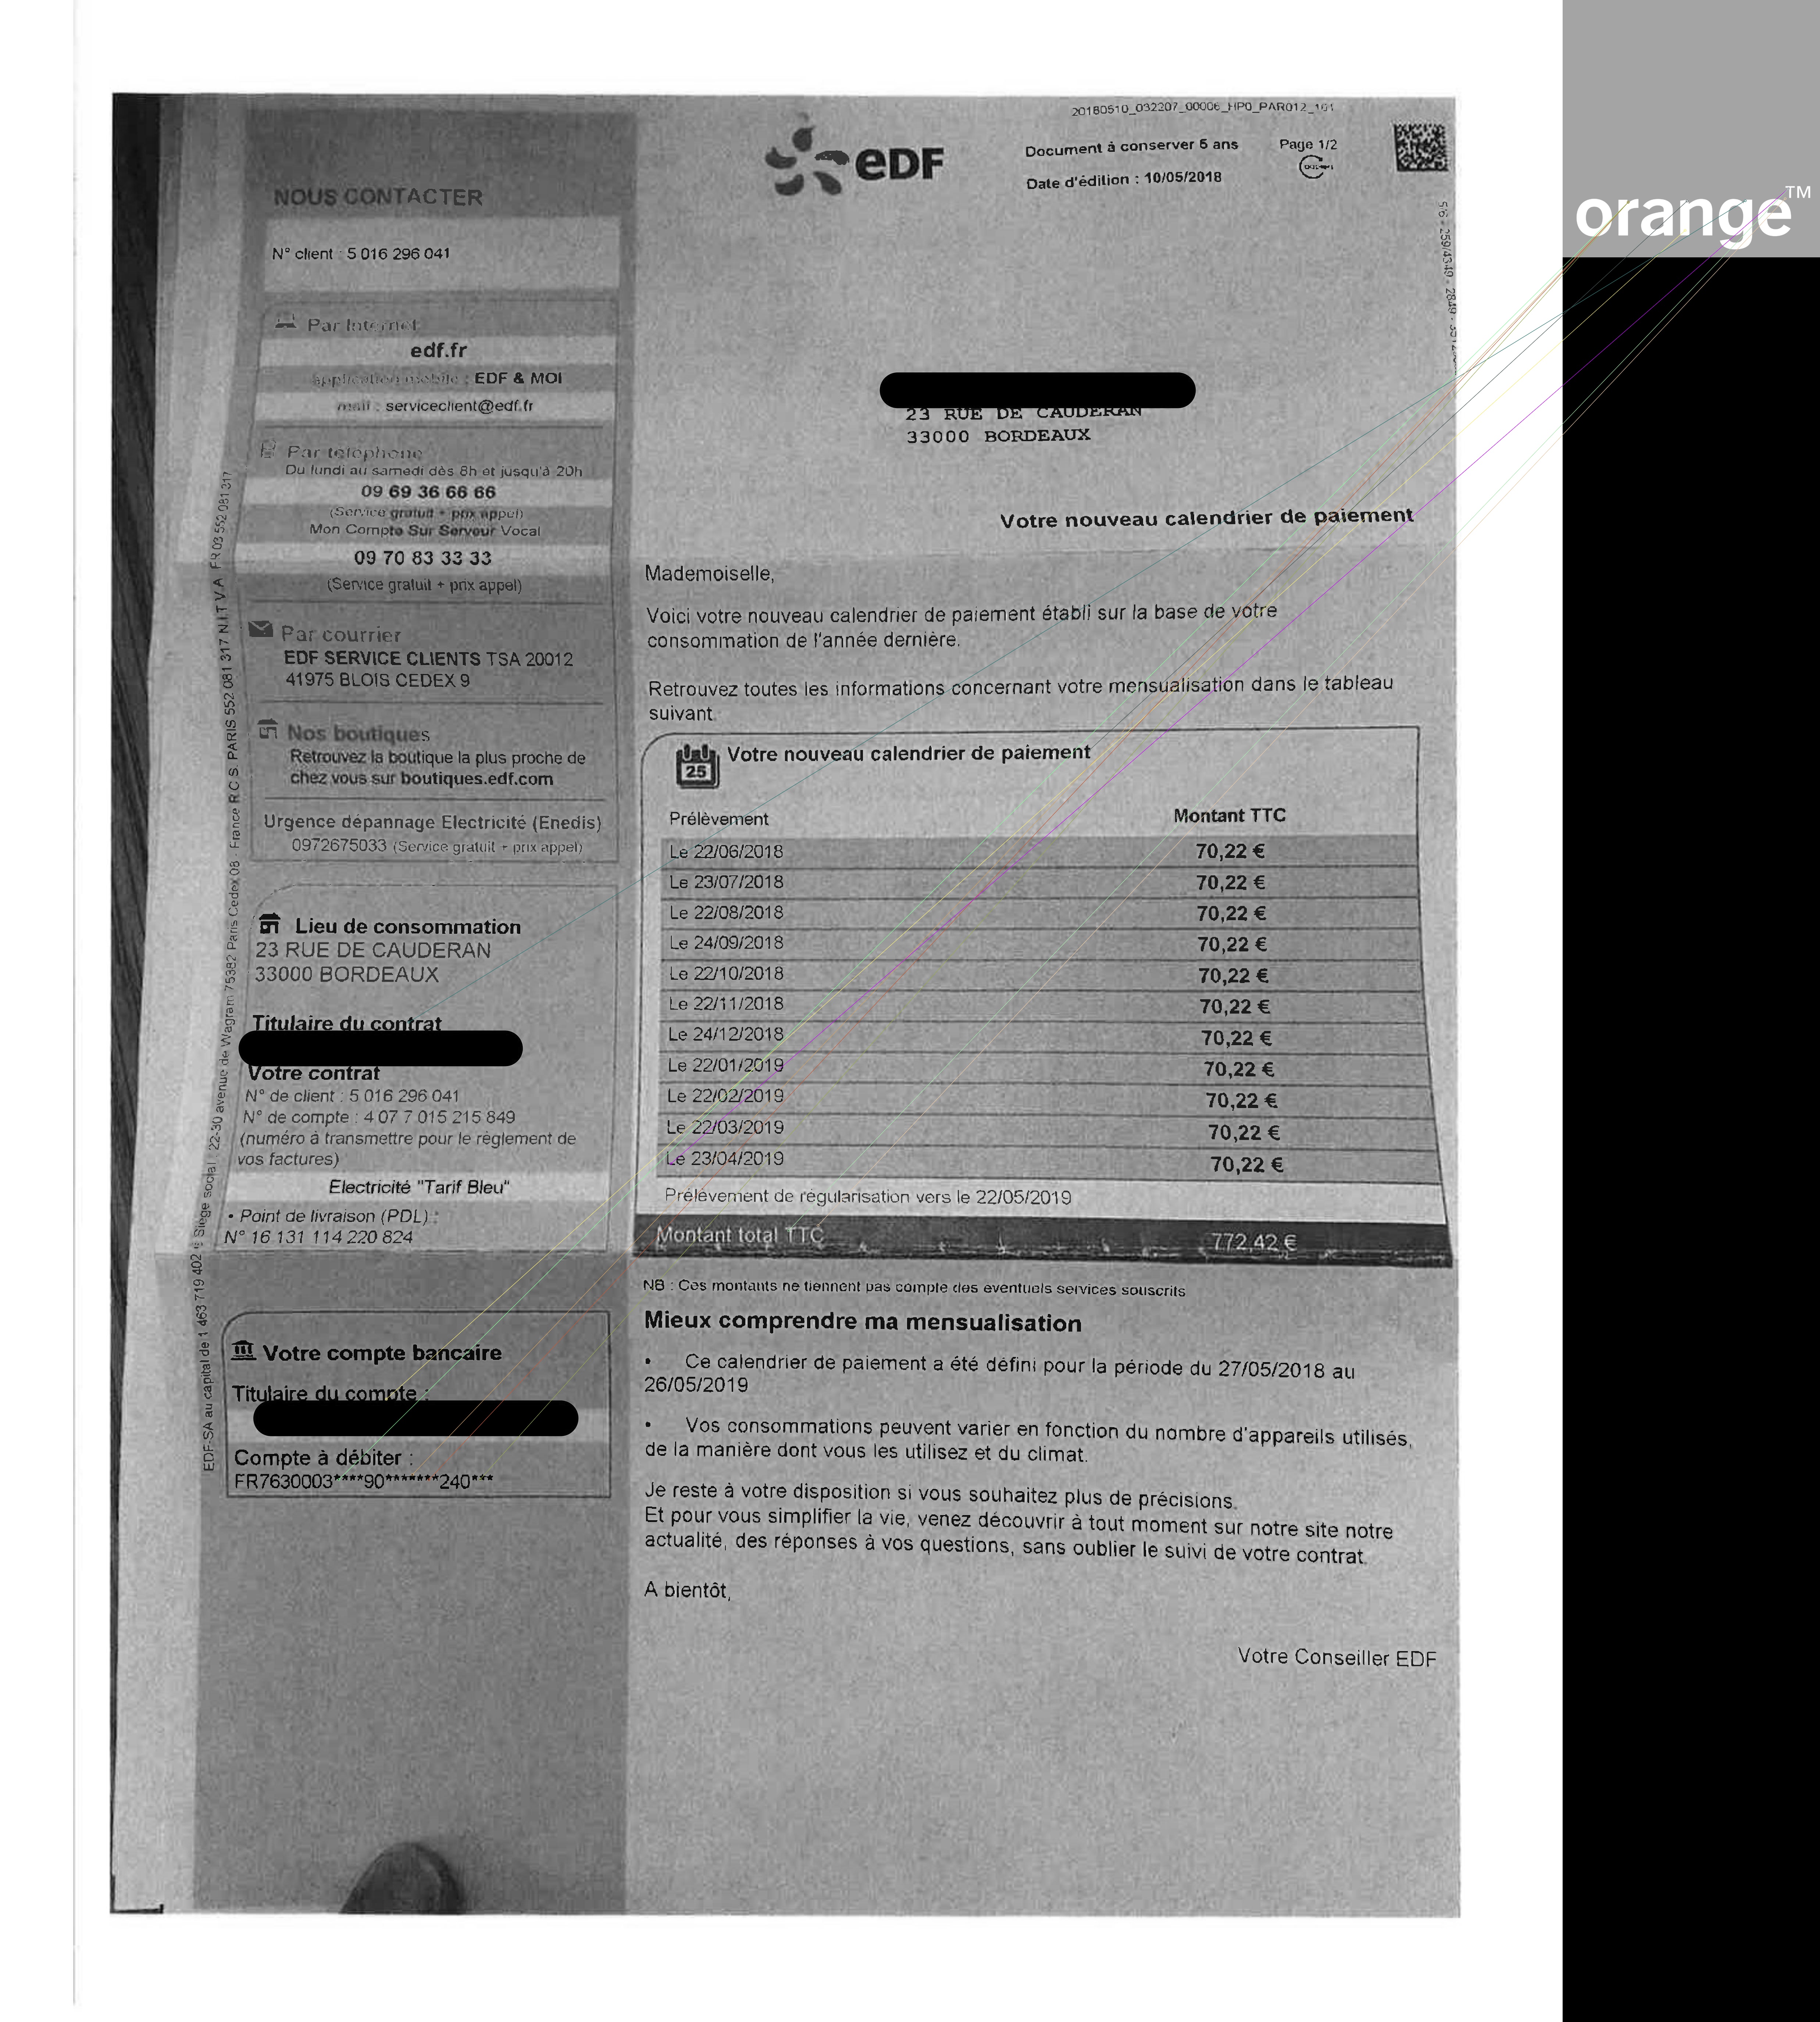 20180510_032207_00006_HP0_PAR012_101
eDF
Document à conserver 5 ans
Page 1/2
Date d'édition : 10/05/2018
orange™
NOUS CONTACTER
N° client : 5 016 296 041
Par Internet
edf.fr
application mobile : EDF & MOI
mail : serviceclient@edf.fr
Par téléphone
Du lundi au samedi dès 8h et jusqu'à 20h
09 69 36 66 66
(Service gratuit + prix appel)
Mon Compte Sur Serveur Vocal
09 70 83 33 33
(Service gratuit + prix appel)
Par courrier
EDF SERVICE CLIENTS TSA 20012
41975 BLOIS CEDEX 9
Nos boutiques
Retrouvez la boutique la plus proche de
chez vous sur boutiques.edf.com
Urgence dépannage Electricité (Enedis)
0972675033 (Service gratuit + prix appel)
Lieu de consommation
23 RUE DE CAUDERAN
33000 BORDEAUX
Titulaire du contrat
Votre contrat
N° de client : 5 016 296 041
N° de compte : 4 07 7 015 215 849
(numéro à transmettre pour le règlement de
vos factures)
Electricité "Tarif Bleu"
• Point de livraison (PDL) :
N° 16 131 114 220 824
Votre compte bancaire
Titulaire du compte :
Compte à débiter :
FR7630003****90*******240***
EDF-SA au capital de 1 463 719 402 € Siège social : 22-30 avenue de Wagram 75382 Paris Cedex 08 France R.C.S. PARIS 552 081 317 N.I.T.V.A FR 03 552 081 317
23 RUE DE CAUDERAN
33000 BORDEAUX
Votre nouveau calendrier de paiement
Mademoiselle,
Voici votre nouveau calendrier de paiement établi sur la base de votre
consommation de l'année dernière.
Retrouvez toutes les informations concernant votre mensualisation dans le tableau
suivant.
25
Votre nouveau calendrier de paiement
Prélèvement Montant TTC
Le 22/06/2018 70,22 €
Le 23/07/2018 70,22 €
Le 22/08/2018 70,22 €
Le 24/09/2018 70,22 €
Le 22/10/2018 70,22 €
Le 22/11/2018 70,22 €
Le 24/12/2018 70,22 €
Le 22/01/2019 70,22 €
Le 22/02/2019 70,22 €
Le 22/03/2019 70,22 €
Le 23/04/2019 70,22 €
Prélèvement de régularisation vers le 22/05/2019
Montant total TTC 772,42 €
NB : Ces montants ne tiennent pas compte des eventuels services souscrits
Mieux comprendre ma mensualisation
• Ce calendrier de paiement a été défini pour la période du 27/05/2018 au
26/05/2019
• Vos consommations peuvent varier en fonction du nombre d'appareils utilisés,
de la manière dont vous les utilisez et du climat.
Je reste à votre disposition si vous souhaitez plus de précisions.
Et pour vous simplifier la vie, venez découvrir à tout moment sur notre site notre
actualité, des réponses à vos questions, sans oublier le suivi de votre contrat.
A bientôt,
Votre Conseiller EDF